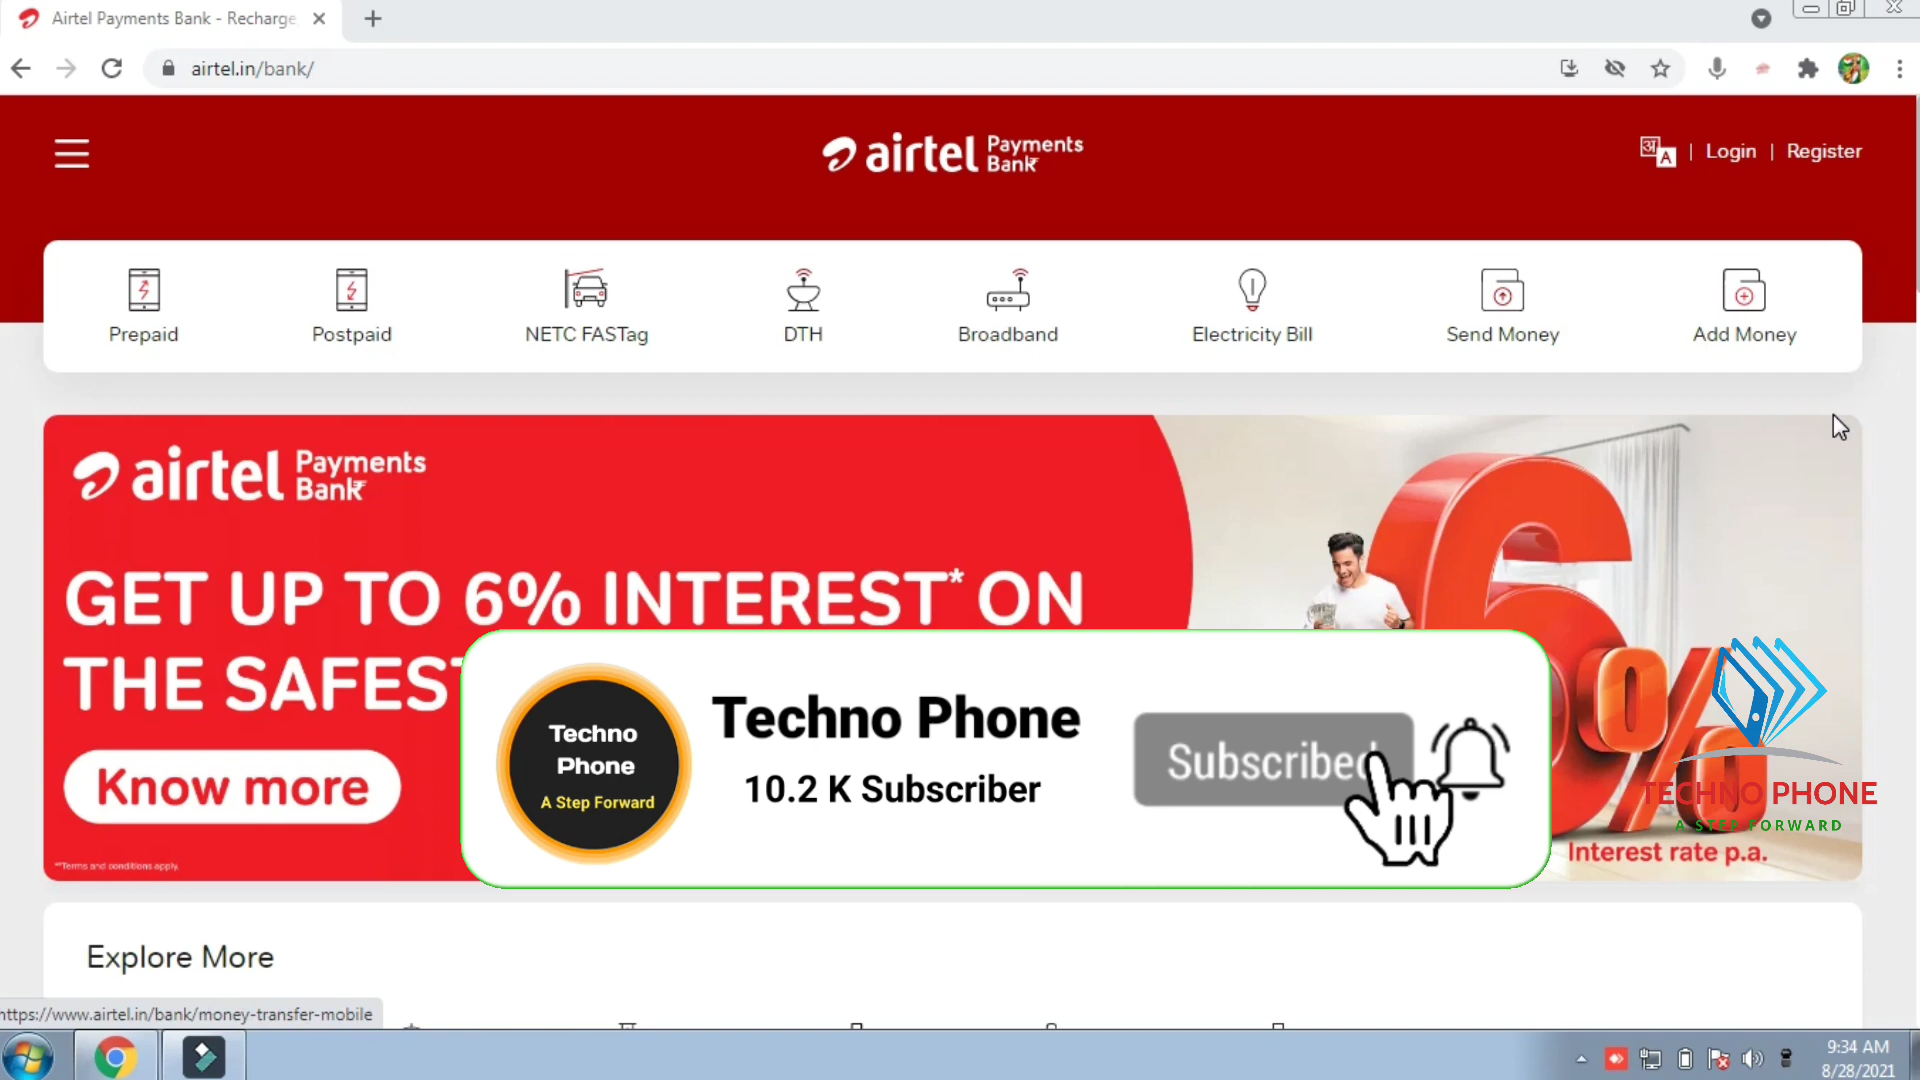 Airtel Payments Bank - Recharge,
airtel.in/bank/
airtel Payments Bank
अ A | Login | Register
Prepaid
Postpaid
NETC FASTag
DTH
Broadband
Electricity Bill
Send Money
Add Money
airtel Payments Bank
GET UP TO 6% INTEREST* ON
THE SAFEST
Know more
**Terms and conditions apply.
6%
Interest rate p.a.
Techno
Phone
A Step Forward
Techno Phone
10.2 K Subscriber
Subscribed
TECHNO PHONE
A STEP FORWARD
Explore More
https://www.airtel.in/bank/money-transfer-mobile
9:34 AM
8/28/2021